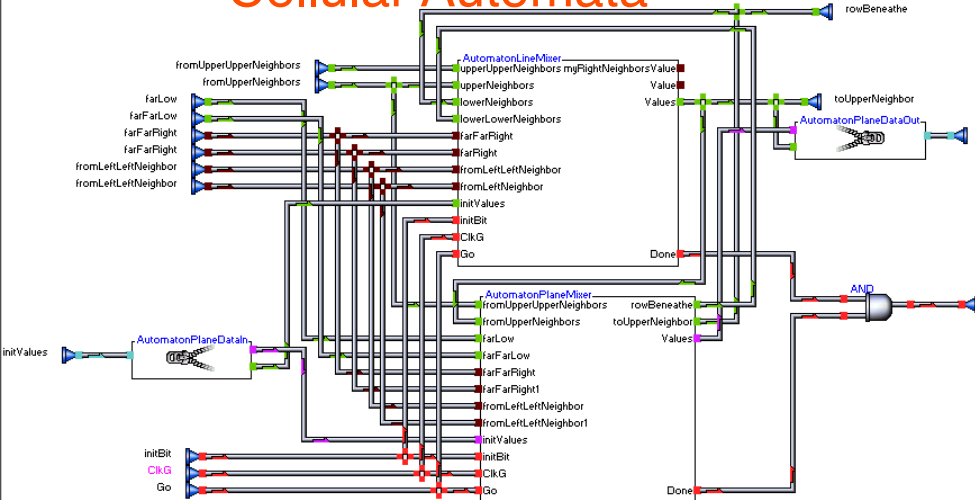 Cellular Automata
rowBeneathe
AutomatonLineMixer
fromUpperUpperNeighbors
upperUpperNeighbors myRightNeighborsValue
fromUpperNeighbors
upperNeighbors
Value
farLow
lowerNeighbors
Values
toUpperNeighbor
farFarLow
lowerLowerNeighbors
AutomatonPlaneDataOut
farFarRight
farFarRight
farFarRight
farRight
fromLeftLeftNeighbor
fromLeftLeftNeighbor
fromLeftLeftNeighbor
fromLeftNeighbor
initValues
initBit
ClkG
Go
Done
AND
AutomatonPlaneMixer
fromUpperUpperNeighbors
rowBeneathe
fromUpperNeighbors
toUpperNeighbor
AutomatonPlaneDataIn
farLow
Values
initValues
farFarLow
farFarRight
farFarRight1
fromLeftLeftNeighbor
fromLeftLeftNeighbor1
initValues
initBit
initBit
ClkG
ClkG
Go
Go
Done